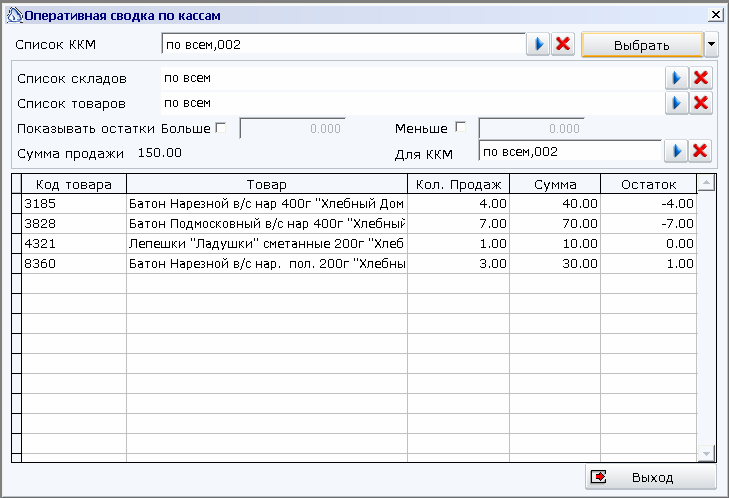 Оперативная сводка по кассам
Список ККМ по всем,002 Выбрать
Список складов по всем
Список товаров по всем
Показывать остатки Больше 0.000 Меньше 0.000
Сумма продажи 150.00 Для ККМ по всем,002
Код товара Товар Кол. Продаж Сумма Остаток
3185 Батон Нарезной в/с нар 400г "Хлебный Дом 4.00 40.00 -4.00
3828 Батон Подмосковный в/с нар 400г "Хлебный 7.00 70.00 -7.00
4321 Лепешки "Ладушки" сметанные 200г "Хлеб 1.00 10.00 0.00
8360 Батон Нарезной в/с нар. пол. 200г "Хлебны 3.00 30.00 1.00
Выход